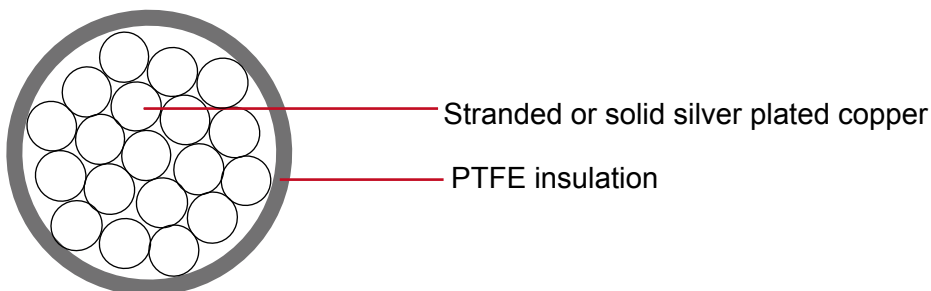 Stranded or solid silver plated copper
PTFE insulation